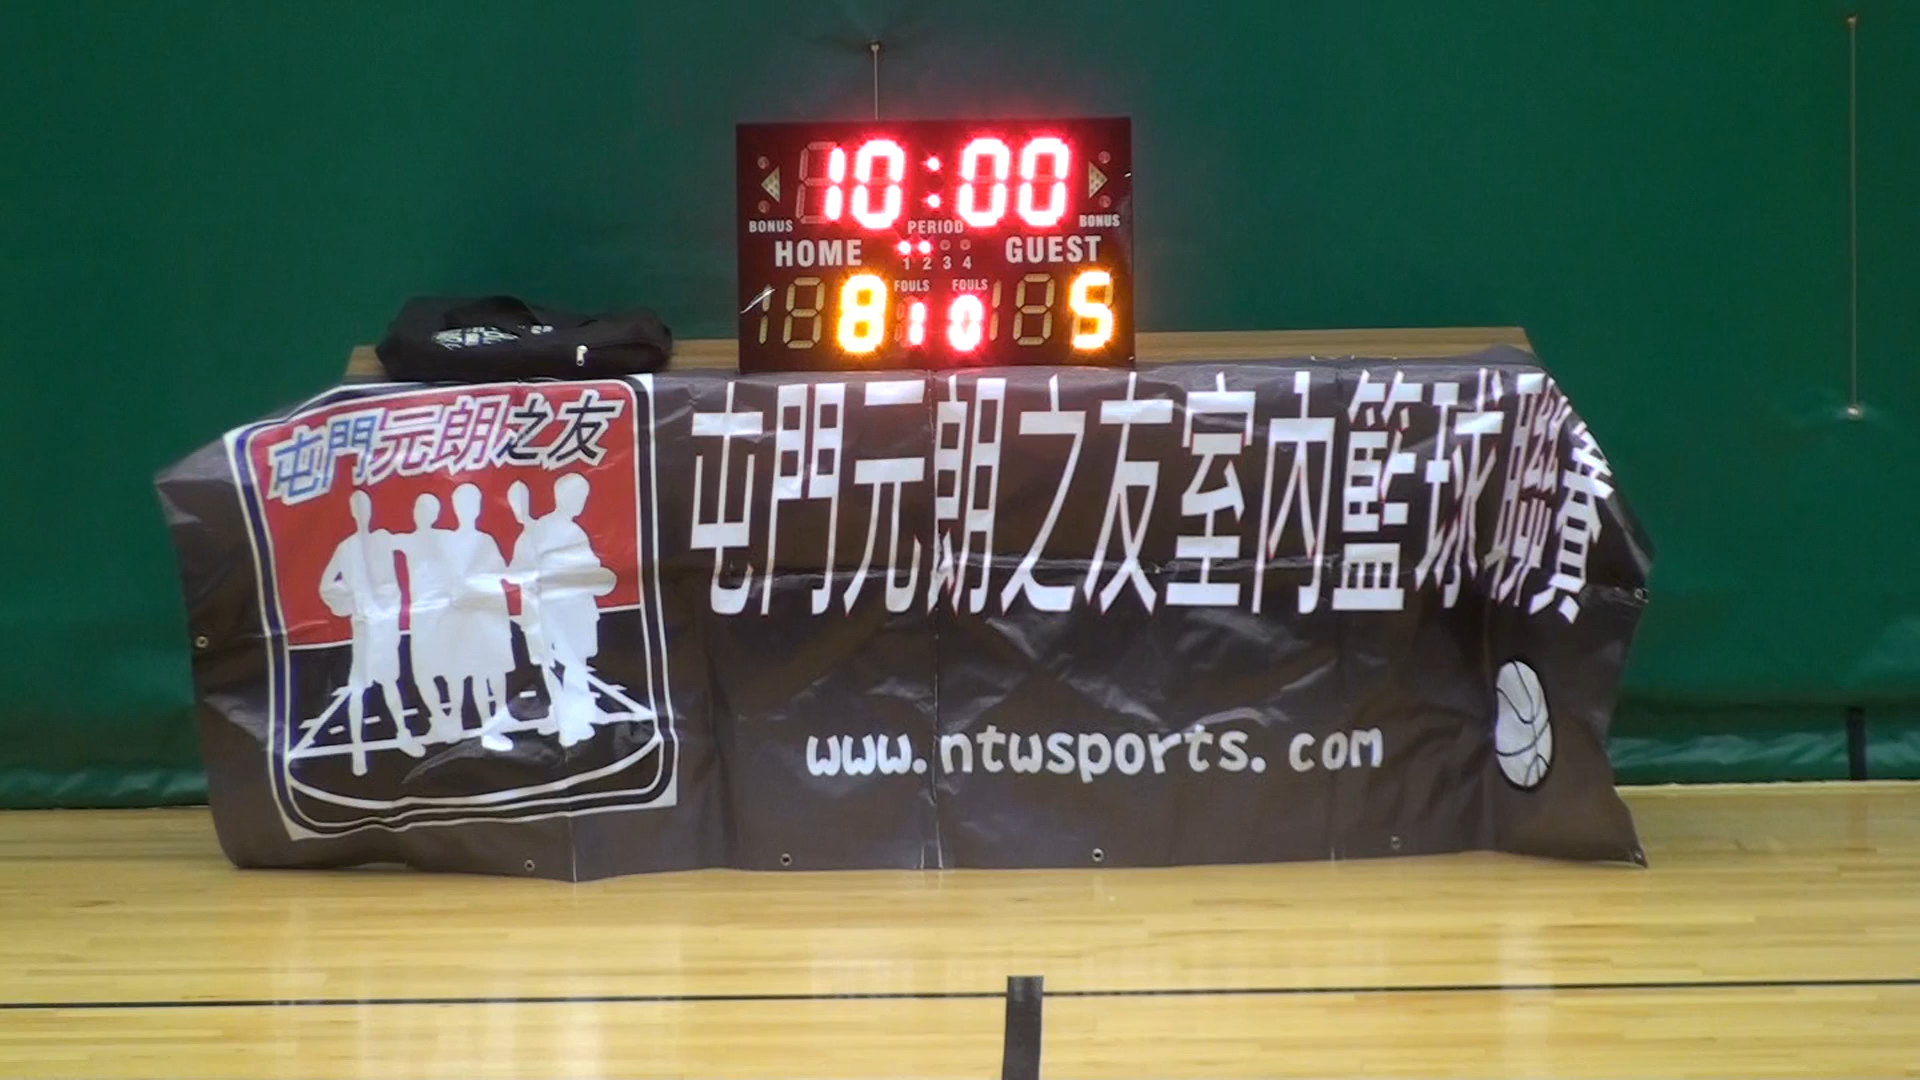 10:00
BONUS PERIOD BONUS
HOME GUEST
1 2 3 4
FOULS FOULS
8 1 0 5
屯門元朗之友
屯門元朗之友室內籃球聯賽
www.ntwsports.com